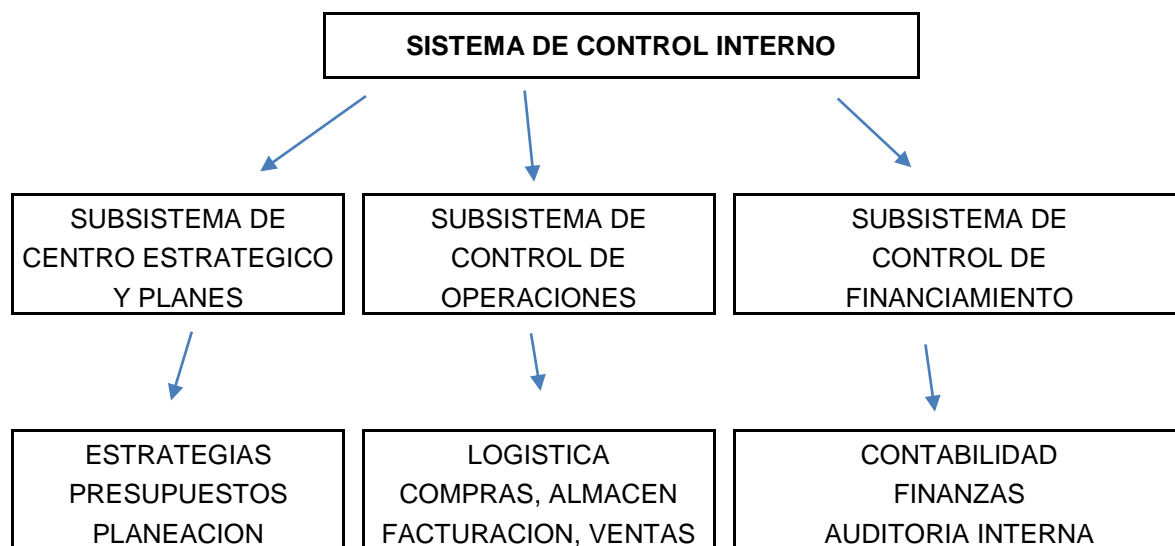 SISTEMA DE CONTROL INTERNO
SUBSISTEMA DE
CENTRO ESTRATEGICO
Y PLANES
SUBSISTEMA DE
CONTROL DE
OPERACIONES
SUBSISTEMA DE
CONTROL DE
FINANCIAMIENTO
ESTRATEGIAS
PRESUPUESTOS
PLANEACION
LOGISTICA
COMPRAS, ALMACEN
FACTURACION, VENTAS
CONTABILIDAD
FINANZAS
AUDITORIA INTERNA